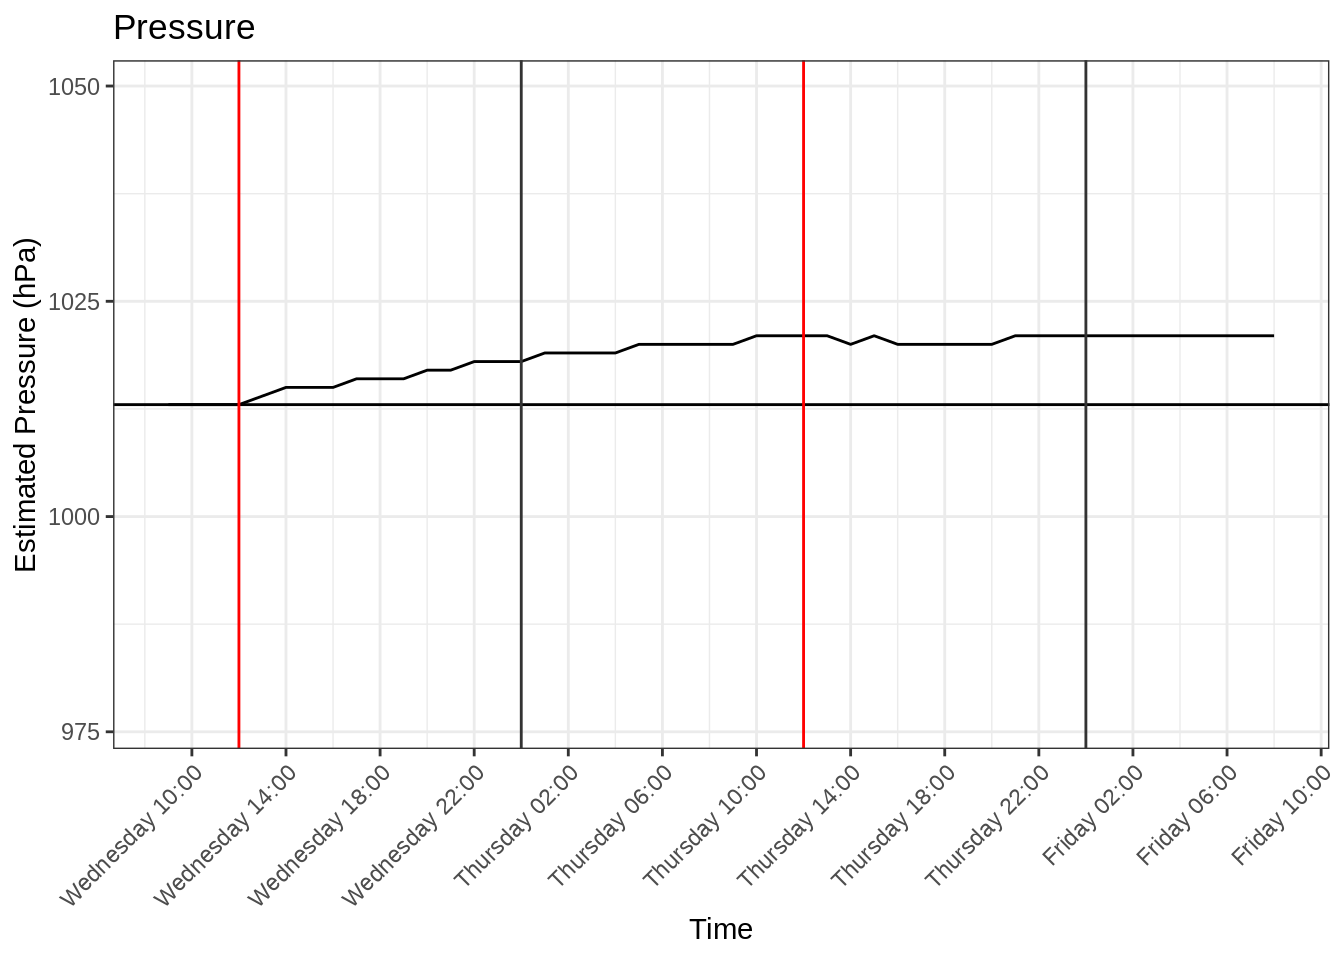 Pressure
Estimated Pressure (hPa)
1050
1025
1000
975
Wednesday 10:00
Wednesday 14:00
Wednesday 18:00
Wednesday 22:00
Thursday 02:00
Thursday 06:00
Thursday 10:00
Thursday 14:00
Thursday 18:00
Thursday 22:00
Friday 02:00
Friday 06:00
Friday 10:00
Time